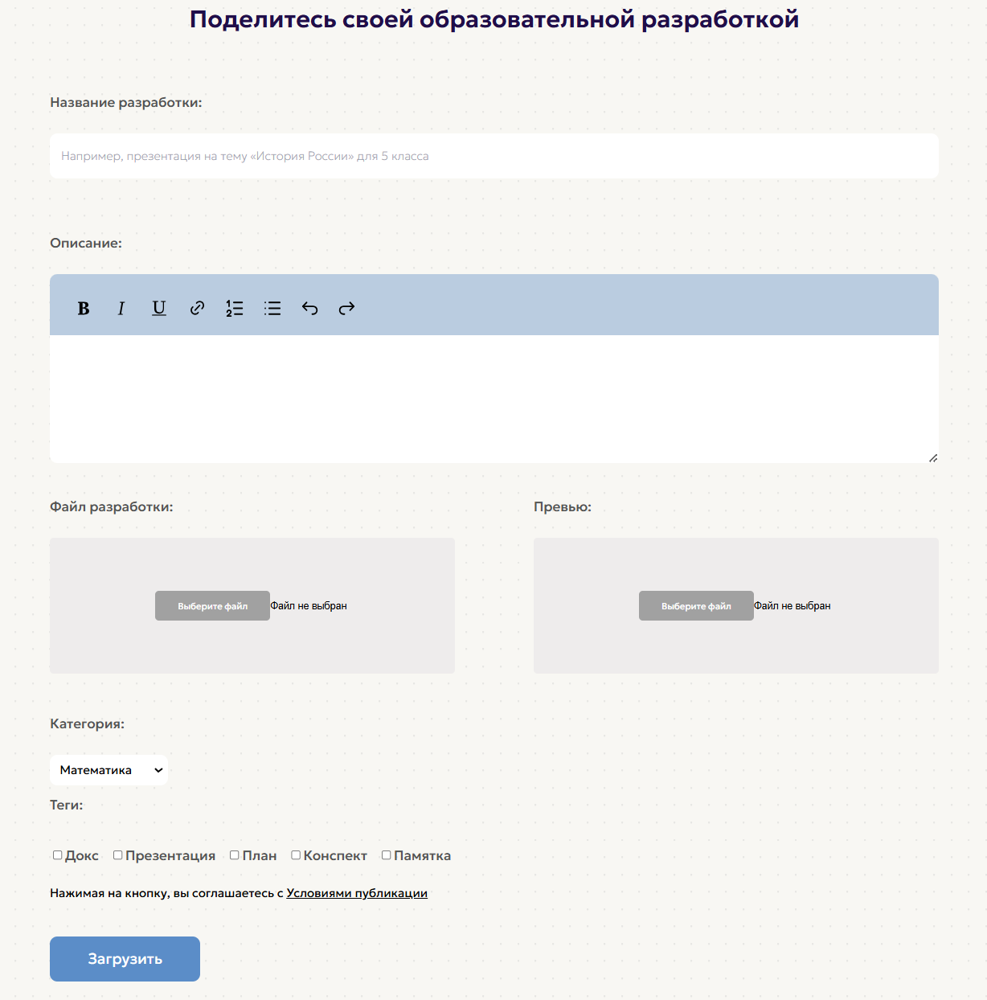 Поделитесь своей образовательной разработкой
Название разработки:
Например, презентация на тему «История России» для 5 класса
Описание:
B I U
Файл разработки: Превью:
Выберите файл Файл не выбран Выберите файл Файл не выбран
Категория:
Математика
Теги:
Докс Презентация План Конспект Памятка
Нажимая на кнопку, вы соглашаетесь с Условиями публикации
Загрузить